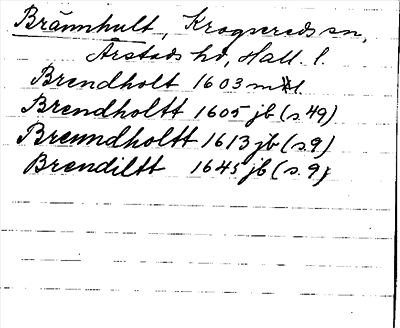 Brännhult, Krogsereds sn,
Årstads hd, Hall. l.
Brendholt 1603 mtl
Brendholtt 1605 jb (s. 49)
Brenndholtt 1613 jb (s. 9)
Brendiltt 1645 jb (s. 9)